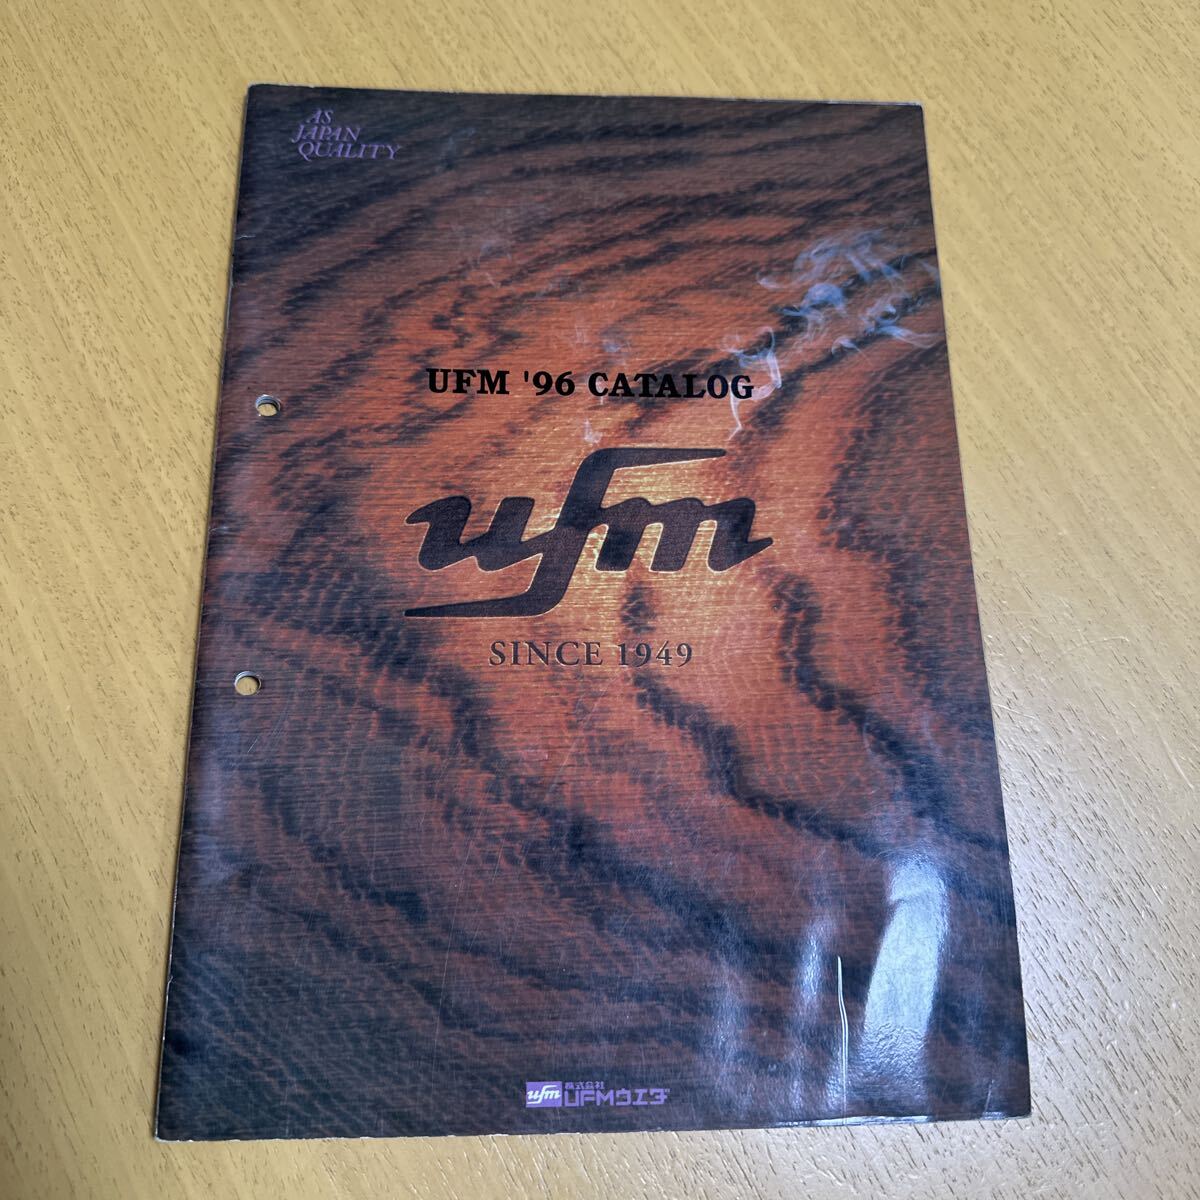 AS
JAPAN
QUALITY
UFM '96 CATALOG
ufm
SINCE 1949
ufm 株式会社
UFMウエダ